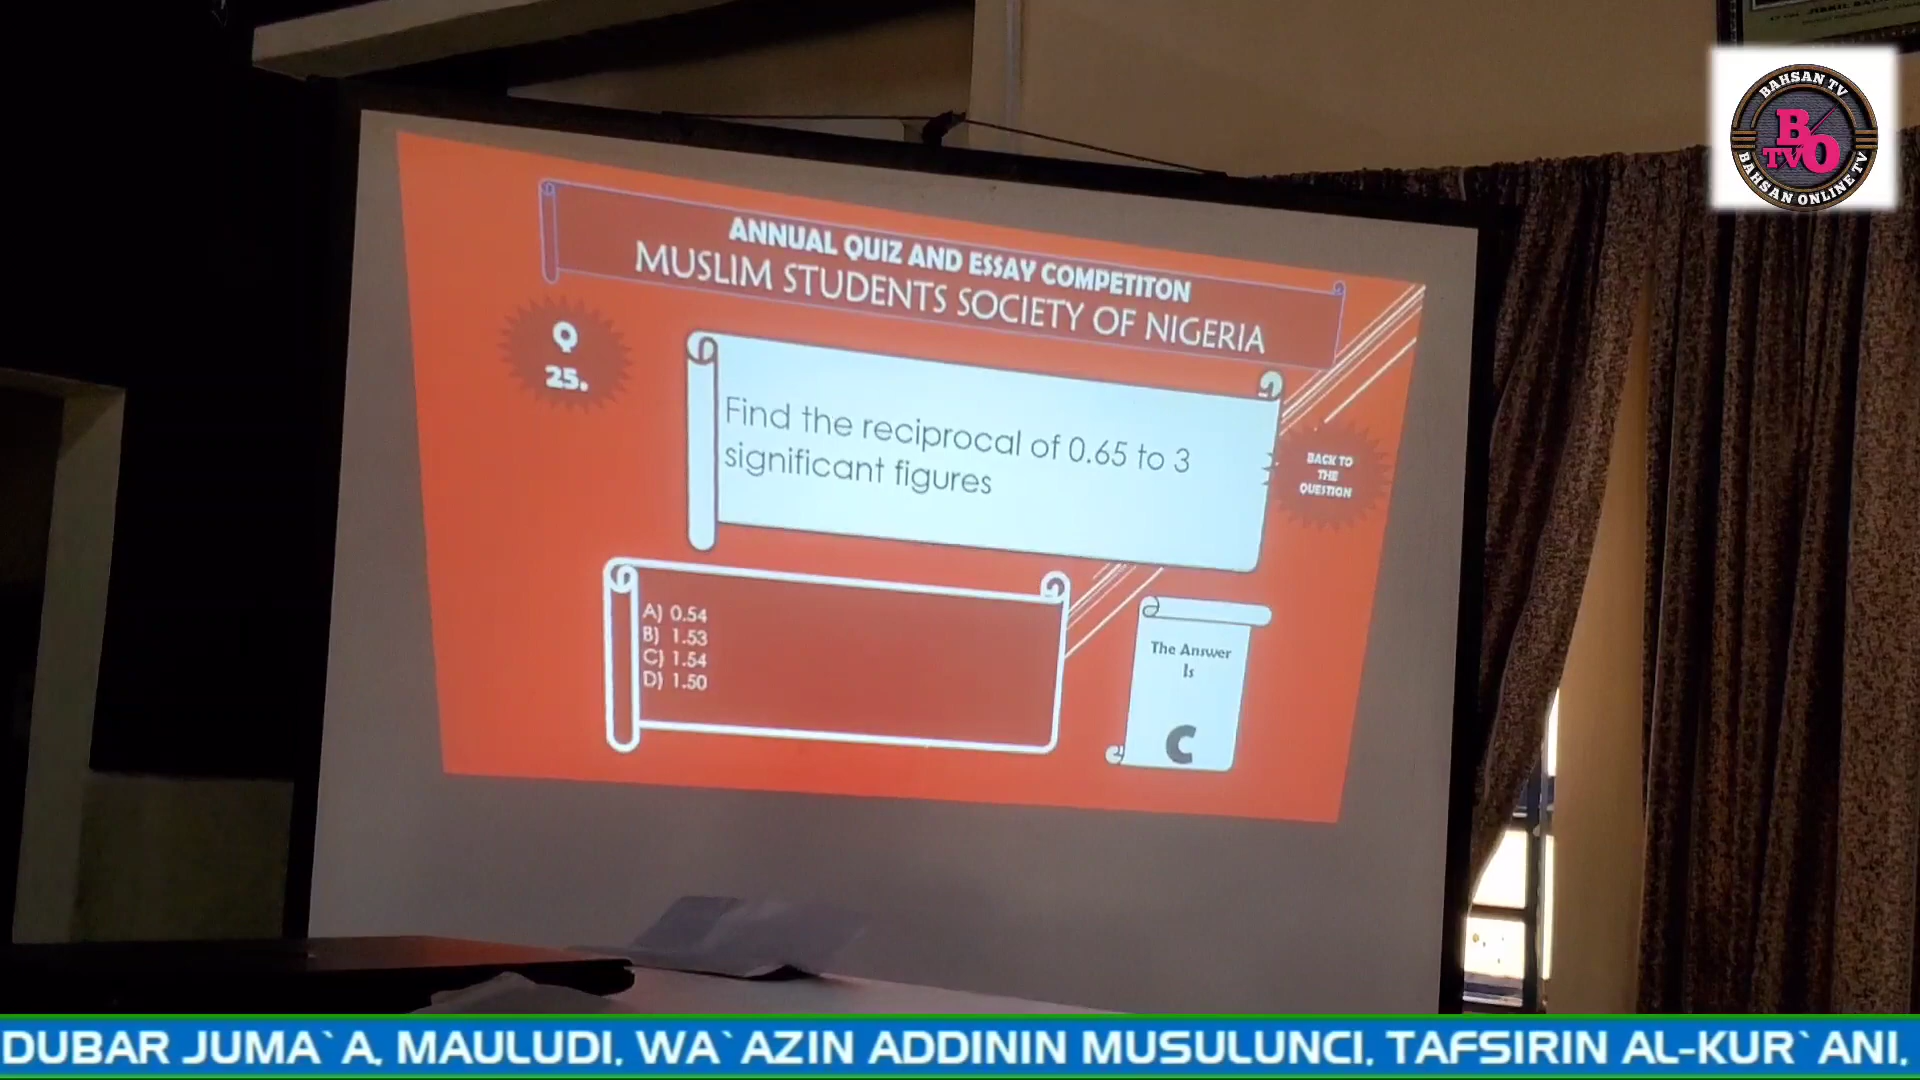 BAHSAN TV
B
TVO
BAHSAN ONLINE TV
ANNUAL QUIZ AND ESSAY COMPETITON
MUSLIM STUDENTS SOCIETY OF NIGERIA
Q
25.
Find the reciprocal of 0.65 to 3
significant figures
BACK TO
THE
QUESTION
A) 0.54
B) 1.53
C) 1.54
D) 1.50
The Answer
Is
C
DUBAR JUMA`A, MAULUDI, WA`AZIN ADDININ MUSULUNCI, TAFSIRIN AL-KUR`ANI,